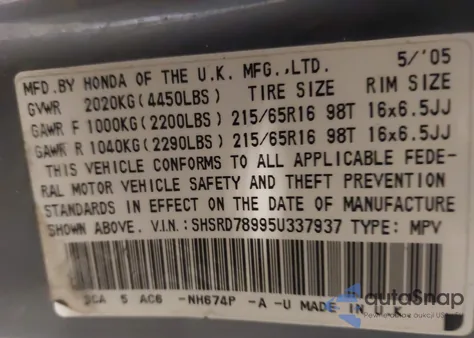 MFD.BY HONDA OF THE U.K. MFG.,LTD. 5/'05
GVWR 2020KG(4450LBS) TIRE SIZE RIM SIZE
GAWR F 1000KG(2200LBS) 215/65R16 98T 16x6.5JJ
GAWR R 1040KG(2290LBS) 215/65R16 98T 16x6.5JJ
THIS VEHICLE CONFORMS TO ALL APPLICABLE FEDE-
RAL MOTOR VEHICLE SAFETY AND THEFT PREVENTION
STANDARDS IN EFFECT ON THE DATE OF MANUFACTURE
SHOWN ABOVE. V.I.N.:SHSRD78995U337937 TYPE: MPV
5 AC6 -NH674P -A -U MADE IN U.K.
autoSnap